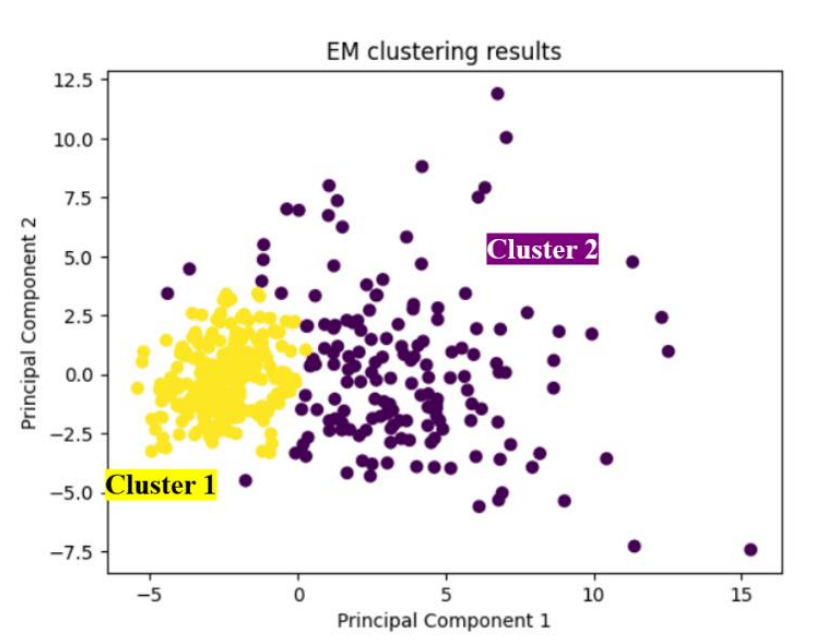 EM clustering results
12.5
10.0
7.5
5.0
2.5
0.0
−2.5
−5.0
−7.5
Principal Component 2
Cluster 2
Cluster 1
−5
0
5
10
15
Principal Component 1